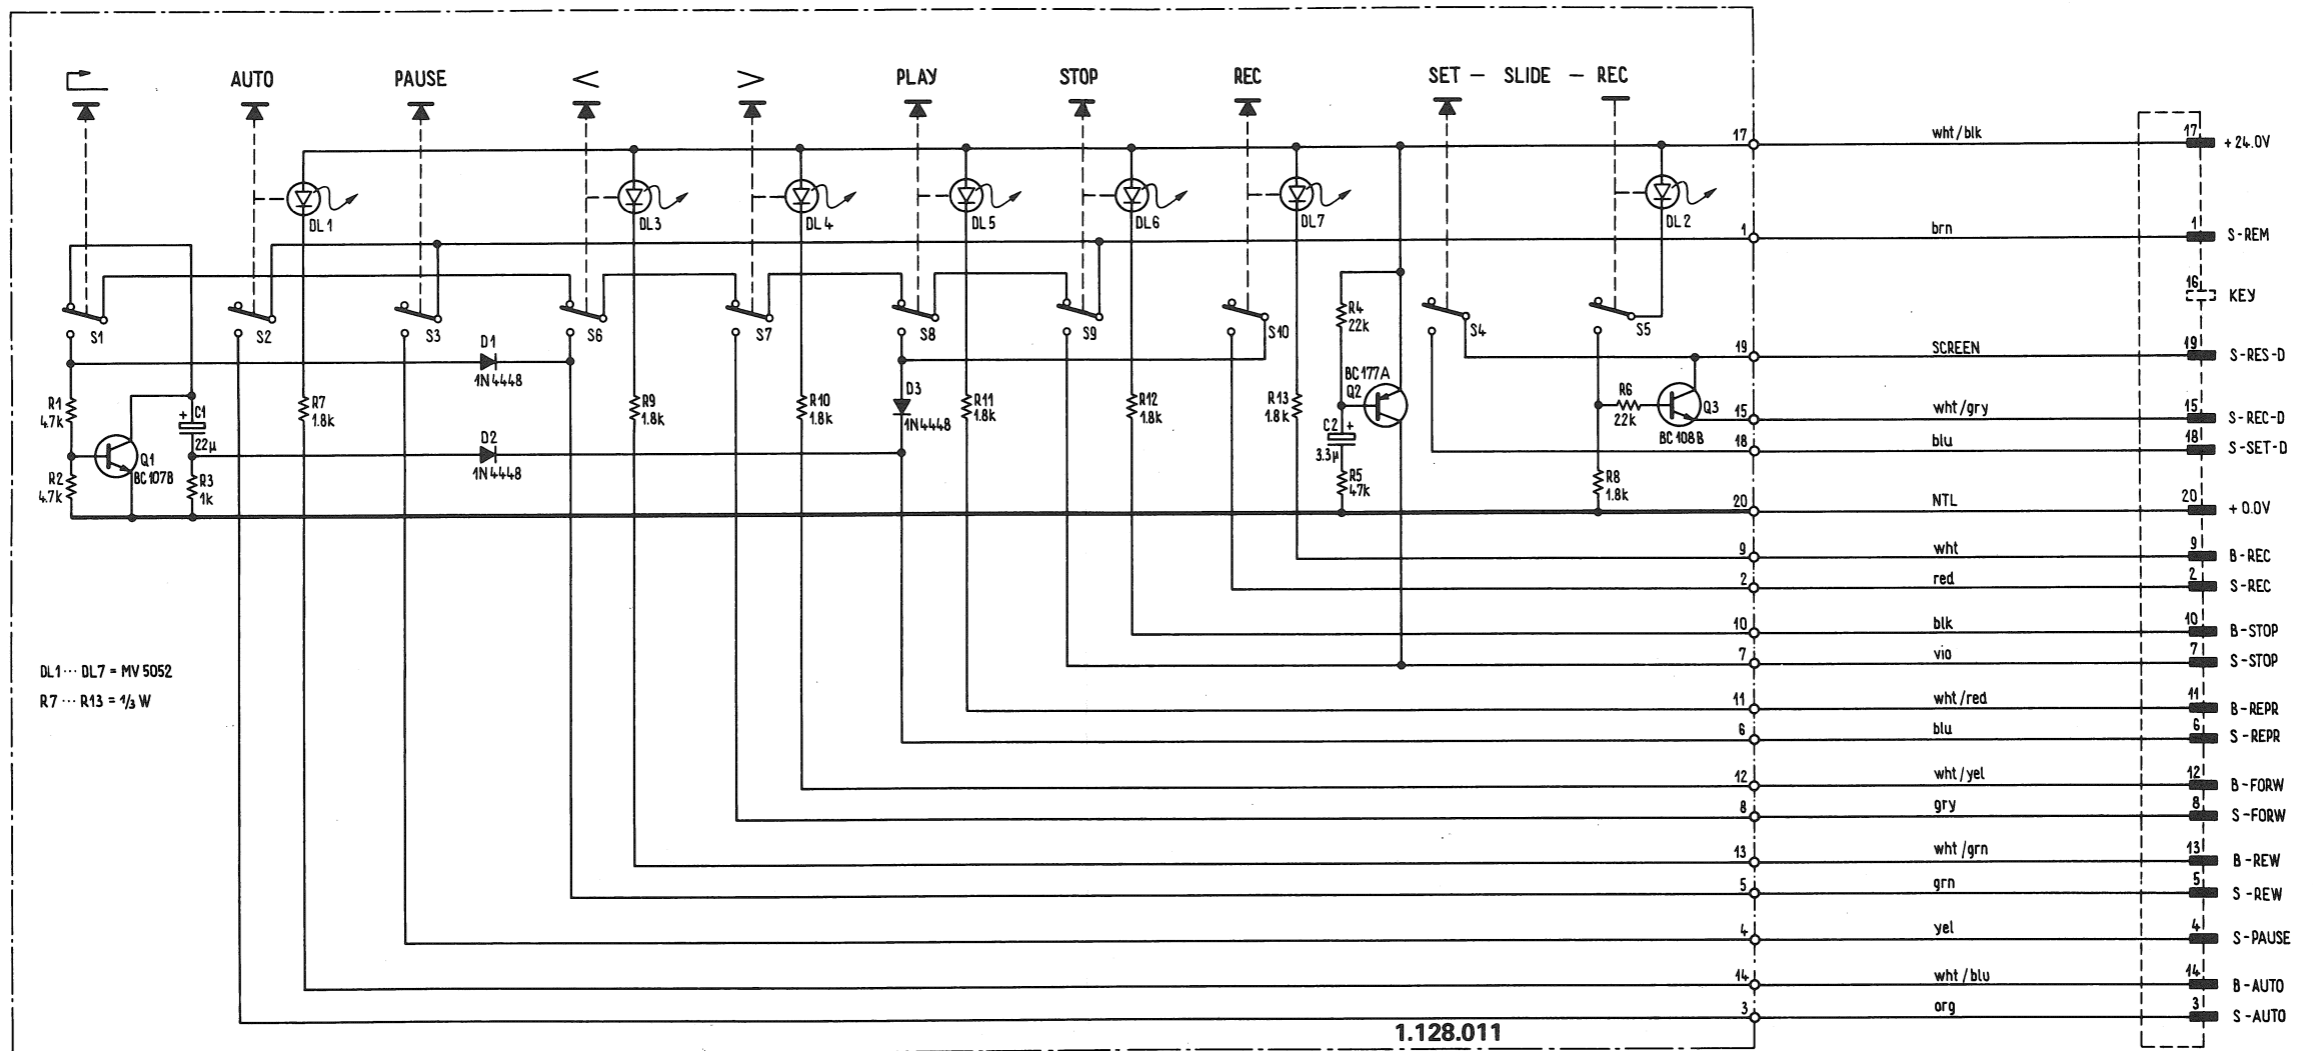 AUTO PAUSE < > PLAY STOP REC SET - SLIDE - REC
17 wht/blk 17 +24.0V
DL1 DL3 DL4 DL5 DL6 DL7 DL2
1 brn 1 S-REM
16 KEY
S1 S2 S3 S6 S7 S8 S9 S10 S4 S5
R4
22k
D1
1N4448
19 SCREEN 19 S-RES-D
BC177A
Q2
D3
1N4448
R1
4.7k
C1
+
22µ
R7
1.8k
R9
1.8k
R10
1.8k
R11
1.8k
R12
1.8k
R13
1.8k
R6
22k
Q3
BC108B
15 wht/gry 15 S-REC-D
C2
+
3.3µ
18 blu 18 S-SET-D
D2
1N4448
Q1
BC107B
R2
4.7k
R3
1k
R5
47k
R8
1.8k
20 NTL 20 +0.0V
9 wht 9 B-REC
2 red 2 S-REC
10 blk 10 B-STOP
7 vio 7 S-STOP
DL1···DL7 = MV 5052
R7 ··· R13 = 1/3 W
11 wht/red 11 B-REPR
6 blu 6 S-REPR
12 wht/yel 12 B-FORW
8 gry 8 S-FORW
13 wht/grn 13 B-REW
5 grn 5 S-REW
4 yel 4 S-PAUSE
14 wht/blu 14 B-AUTO
3 org 3 S-AUTO
1.128.011